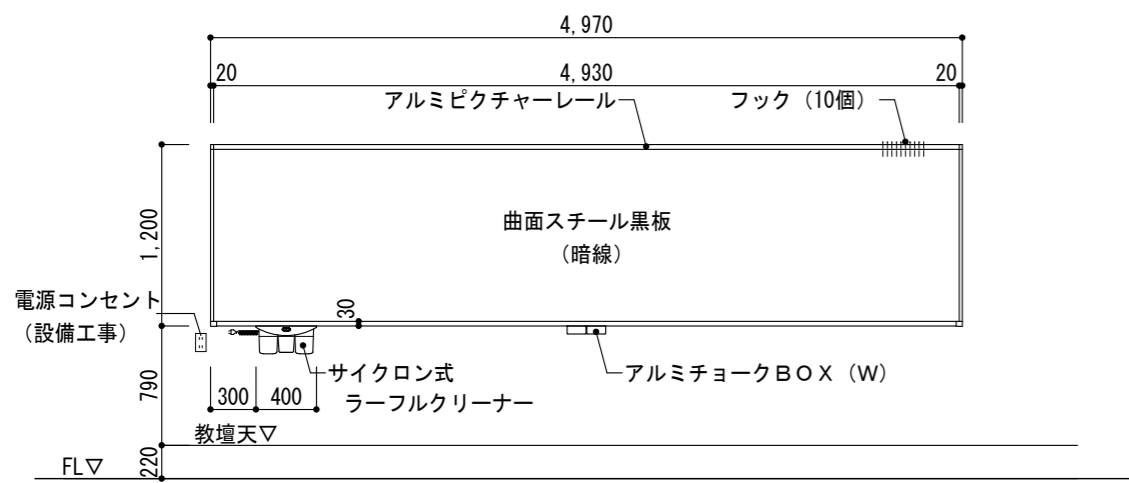 4,970
20
4,930
20
アルミピクチャーレール
フック（10個）
1,200
曲面スチール黒板
（暗線）
電源コンセント
（設備工事）
30
サイクロン式
ラーフルクリーナー
アルミチョークＢＯＸ（W）
790
300
400
教壇天▽
220
FL▽